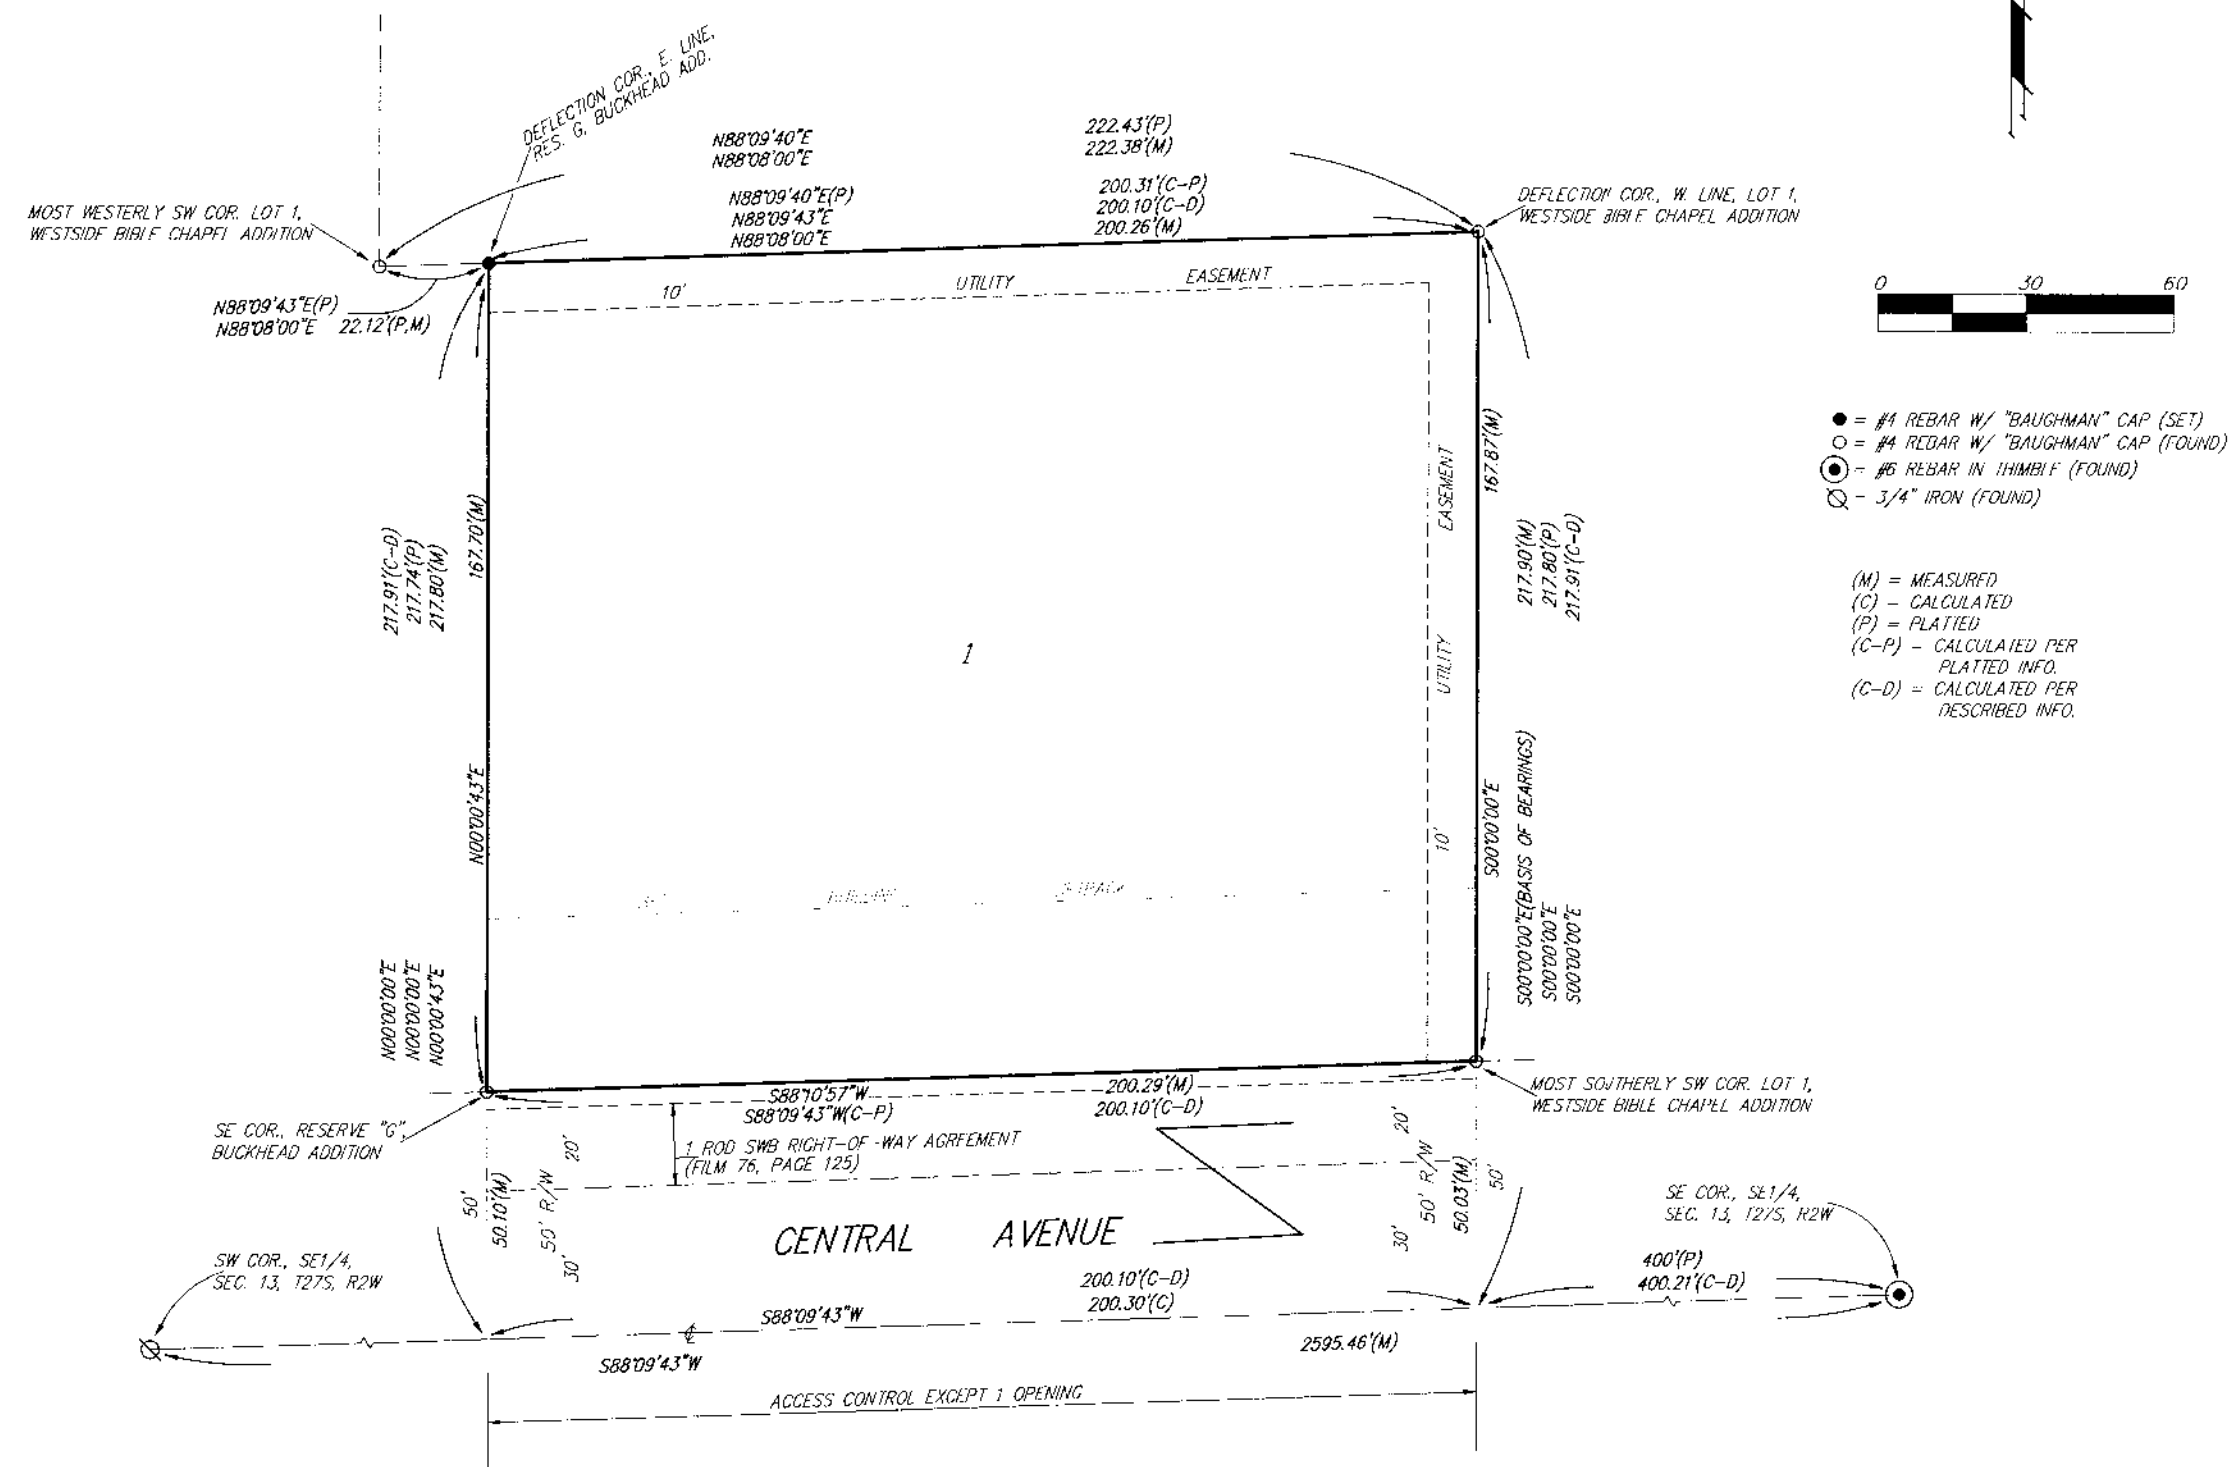 DEFLECTION COR., E. LINE,
RES. G, BUCKHEAD ADD.
N88°09'40"E
N88°08'00"E
222.43'(P)
222.38'(M)
MOST WESTERLY SW COR. LOT 1,
WESTSIDE BIBLE CHAPEL ADDITION
N88°09'40"E(P)
N88°09'43"E
N88°08'00"E
200.31'(C-P)
200.10'(C-D)
200.26'(M)
DEFLECTION COR., W. LINE, LOT 1,
WESTSIDE BIBLE CHAPEL ADDITION
N88°09'43"E(P)
N88°08'00"E 22.12'(P,M)
10' UTILITY EASEMENT
0 30 60
= #4 REBAR W/ "BAUGHMAN" CAP (SET)
= #4 REBAR W/ "BAUGHMAN" CAP (FOUND)
= #6 REBAR IN THIMBLE (FOUND)
- 3/4" IRON (FOUND)
(M) = MEASURED
(C) - CALCULATED
(P) = PLATTED
(C-P) - CALCULATED PER
PLATTED INFO.
(C-D) = CALCULATED PER
DESCRIBED INFO.
217.91'(C-D)
217.74'(P)
217.80'(M)
167.70'(M)
N00°00'43"E
1
10' UTILITY EASEMENT
167.87'(M)
S00°00'00"E
217.90'(M)
217.80'(P)
217.91'(C-D)
S00°00'00"E(BASIS OF BEARINGS)
S00°00'00"E
S00°00'00"E
BUILDING SETBACK
N00°00'00"E
N00°00'00"E
N00°00'43"E
S88°10'57"W
S88°09'43"W(C-P)
200.29'(M)
200.10'(C-D)
MOST SOUTHERLY SW COR. LOT 1,
WESTSIDE BIBLE CHAPEL ADDITION
SE COR., RESERVE "G",
BUCKHEAD ADDITION
1 ROD SWB RIGHT-OF-WAY AGREEMENT
(FILM 76, PAGE 125)
50'
50.10'(M)
50' R/W
20'
30'
20'
30'
50' R/W
50.03'(M)
50'
CENTRAL AVENUE
SE COR., SE1/4,
SEC. 13, T27S, R2W
SW COR., SE1/4,
SEC. 13, T27S, R2W
200.10'(C-D)
200.30'(C)
400'(P)
400.21'(C-D)
S88°09'43"W
S88°09'43"W
2595.46'(M)
ACCESS CONTROL EXCEPT 1 OPENING